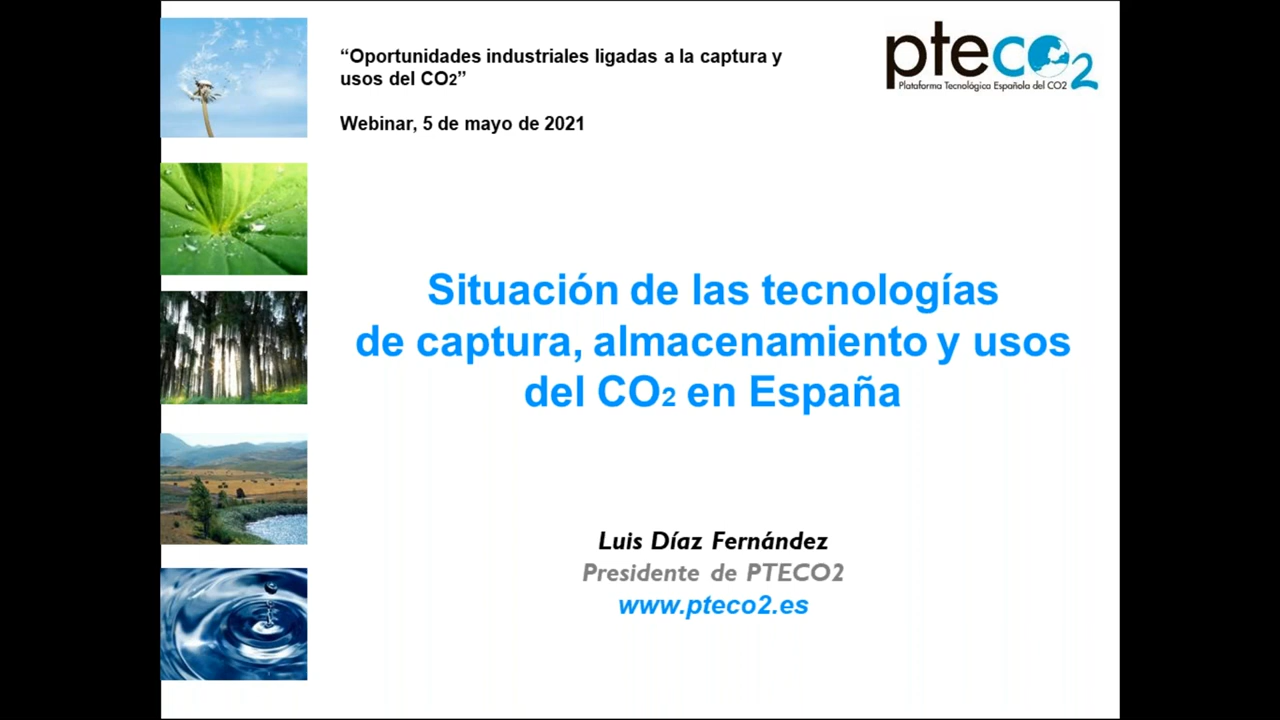 “Oportunidades industriales ligadas a la captura y
usos del CO2”
Webinar, 5 de mayo de 2021
pteco2
Plataforma Tecnológica Española del CO2
Situación de las tecnologías
de captura, almacenamiento y usos
del CO2 en España
Luis Díaz Fernández
Presidente de PTECO2
www.pteco2.es